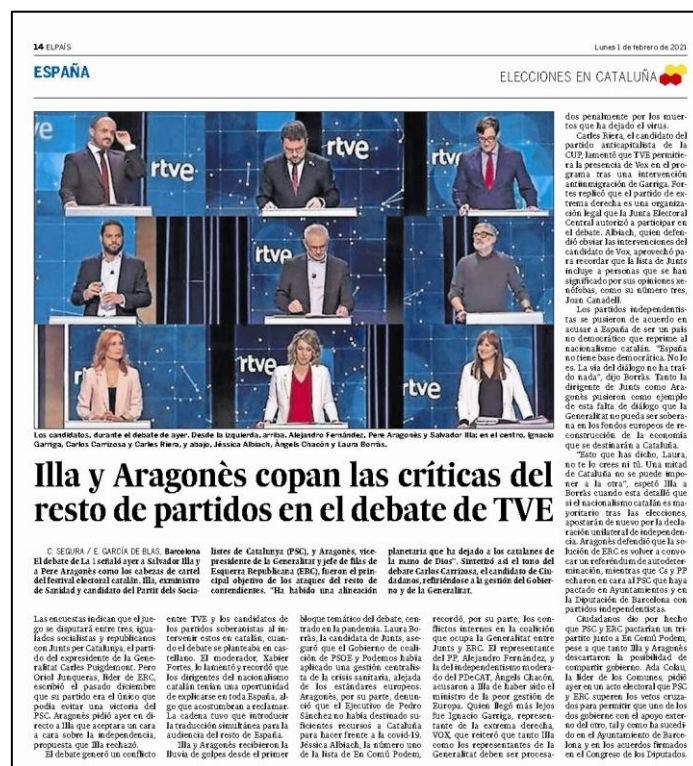 14 ELPAÍS
Lunes 1 de febrero de 2021
ESPAÑA
ELECCIONES EN CATALUÑA
rtve
rtve
rtve
rtve
rtve
Los candidatos, durante el debate de ayer. Desde la izquierda, arriba, Alejandro Fernández, Pere Aragonès y Salvador Illa; en el centro, Ignacio
Garriga, Carles Carrizosa y Carles Riera, y abajo, Jéssica Albiach, Àngels Chacón y Laura Borràs.
Illa y Aragonès copan las críticas del
resto de partidos en el debate de TVE
C. SEGURA / E. GARCÍA DE BLAS, Barcelona
El debate de La 1 señaló ayer a Salvador Illa y
a Pere Aragonès como los cabezas de cartel
del festival electoral catalán. Illa, exministro
de Sanidad y candidato del Partit dels Socia-
listes de Catalunya (PSC), y Aragonès, vice-
presidente de la Generalitat y jefe de filas de
Esquerra Republicana (ERC), fueron el prin-
cipal objetivo de los ataques del resto de
contendientes. "Ha habido una alineación
planetaria que ha dejado a los catalanes de
la mano de Dios". Sintetizó así el tono del
debate Carlos Carrizosa, el candidato de Ciu-
dadanos, refiriéndose a la gestión del Gobier-
no y de la Generalitat.
Las encuestas indican que el jue-
go se disputará entre tres, igua-
lados socialistas y republicanos
con Junts per Catalunya, el parti-
do del expresidente de la Gene-
ralitat Carles Puigdemont. Pero
Oriol Junqueras, líder de ERC,
escribió el pasado diciembre
que su partido era el único que
podía evitar una victoria del
PSC. Aragonès pidió ayer en di-
recto a Illa que aceptara un cara
a cara sobre la independencia,
propuesta que Illa rechazó.
El debate generó un conflicto
entre TVE y los candidatos de
los partidos soberanistas al in-
tervenir estos en catalán, cuan-
do el debate se planteaba en cas-
tellano. El moderador, Xabier
Fortes, lo lamentó y recordó que
los dirigentes del nacionalismo
catalán tenían una oportunidad
de explicarse en toda España, al-
go que acostumbran a reclamar.
La cadena tuvo que introducir
la traducción simultánea para la
audiencia del resto de España.
Illa y Aragonès recibieron la
lluvia de golpes desde el primer
bloque temático del debate, cen-
trado en la pandemia. Laura Bo-
rràs, la candidata de Junts, ase-
guró que el Gobierno de coali-
ción de PSOE y Podemos había
aplicado una gestión centralis-
ta de la crisis sanitaria, alejada
de los estándares europeos.
Aragonès, por su parte, denun-
ció que el Ejecutivo de Pedro
Sánchez no había destinado su-
ficientes recursos a Cataluña
para hacer frente a la covid-19.
Jéssica Albiach, la número uno
de la lista de En Comú Podem,
recordó, por su parte, los con-
flictos internos en la coalición
que ocupa la Generalitat entre
Junts y ERC. El representante
del PP, Alejandro Fernández, y
la del independentismo modera-
do del PDeCAT, Àngels Chacón,
acusaron a Illa de haber sido el
ministro de la peor gestión de
Europa. Quien llegó más lejos
fue Ignacio Garriga, represen-
tante de la extrema derecha,
VOX, que reiteró que tanto Illa
como los representantes de la
Generalitat deben ser procesa-
dos penalmente por los muer-
tos que ha dejado el virus.
Carles Riera, el candidato del
partido anticapitalista de la
CUP, lamentó que TVE permitie-
ra la presencia de Vox en el pro-
grama tras una intervención
antiinmigración de Garriga. For-
tes replicó que el partido de ex-
trema derecha es una organiza-
ción legal que la Junta Electoral
Central autorizó a participar en
el debate. Albiach, quien defen-
dió obviar las intervenciones del
candidato de Vox, aprovechó pa-
ra recordar que la lista de Junts
incluye a personas que se han
significado por sus opiniones xe-
nófobas, como su número tres,
Joan Canadell.
Los partidos independentis-
tas se pusieron de acuerdo en
acusar a España de ser un país
no democrático que reprime al
nacionalismo catalán. "España
no tiene base democrática. No lo
es. La vía del diálogo no ha traí-
do nada", dijo Borràs. Tanto la
dirigente de Junts como Ara-
gonès pusieron como ejemplo
de esta falta de diálogo que la
Generalitat no pueda ser sobera-
na en los fondos europeos de re-
construcción de la economía
que se destinarán a Cataluña.
"Esto que has dicho, Laura,
no te lo crees ni tú. Una mitad
de Cataluña no se puede impo-
ner a la otra", espetó Illa a
Borràs cuando esta detalló que
si el nacionalismo catalán es ma-
yoritario tras las elecciones,
apostarán de nuevo por la decla-
ración unilateral de independen-
cia. Aragonès defendió que la so-
lución de ERC es volver a convo-
car un referéndum de autodeter-
minación, mientras que Cs y PP
echaron en cara al PSC que haya
pactado en Ayuntamientos y en
la Diputación de Barcelona con
partidos independentistas.
Ciudadanos dio por hecho
que PSC y ERC pactarían un tri-
partito junto a En Comú Podem,
pese a que tanto Illa y Aragonès
descartaron la posibilidad de
compartir gobierno. Ada Colau,
la líder de los Comunes, pidió
ayer en un acto electoral que PSC
y ERC superen los vetos cruza-
dos para permitir que uno de los
dos gobierne con el apoyo exter-
no del otro, tal y como ha sucedi-
do en el Ayuntamiento de Barce-
lona y en los acuerdos firmados
en el Congreso de los Diputados.